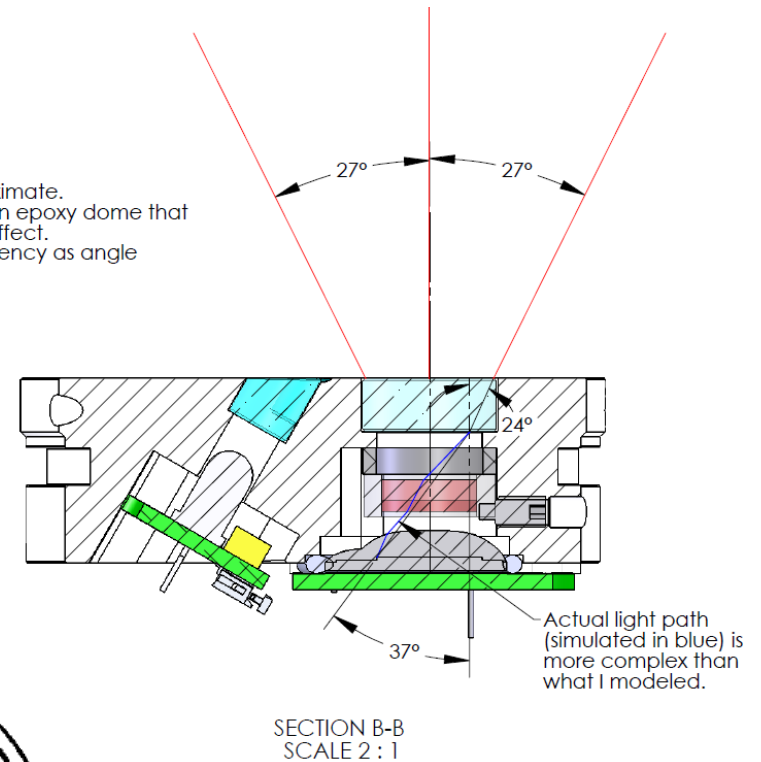 27°
27°
ximate.
n epoxy dome that
ffect.
ency as angle
24°
37°
Actual light path
(simulated in blue) is
more complex than
what I modeled.
SECTION B-B
SCALE 2 : 1